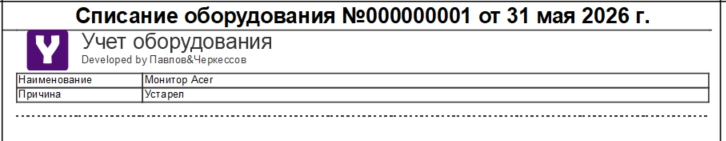 Списание оборудования №000000001 от 31 мая 2026 г.
Y Учет оборудования
Developed by Павлов&Черкессов
Наименование Монитор Acer
Причина Устарел